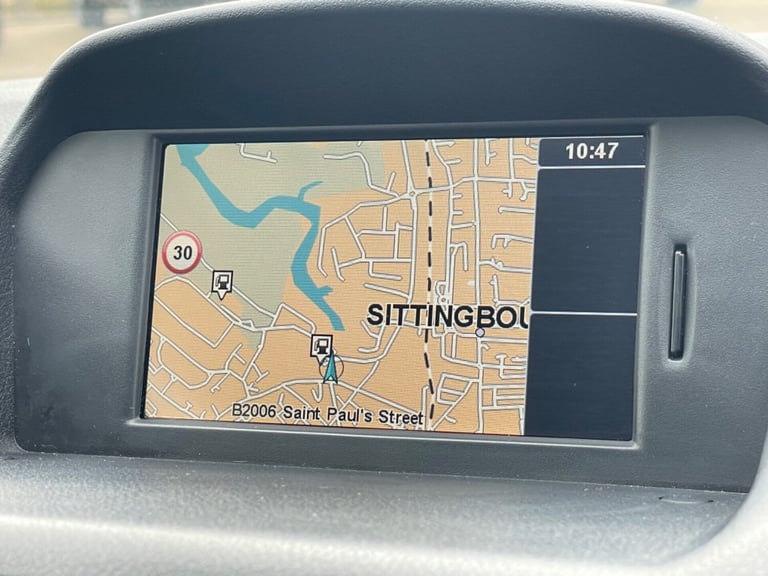 10:47
30
SITTINGBOU
B2006 Saint Paul's Street